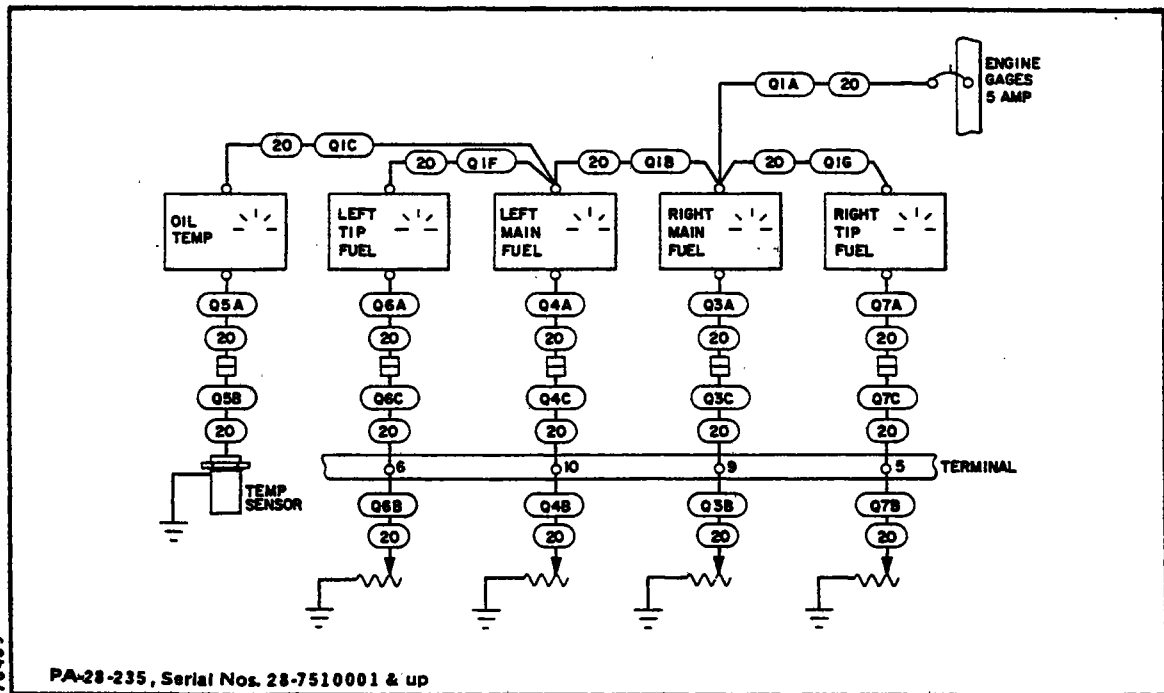 ENGINE
GAGES
5 AMP
Q1A 20
20 Q1C
20 Q1F
20 Q1B
20 Q1G
OIL
TEMP
LEFT
TIP
FUEL
LEFT
MAIN
FUEL
RIGHT
MAIN
FUEL
RIGHT
TIP
FUEL
Q5A Q6A Q4A Q3A Q7A
20 20 20 20 20
Q5B Q6C Q4C Q3C Q7C
20 20 20 20 20
6 10 9 5 TERMINAL
TEMP
SENSOR
Q6B Q4B Q3B Q7B
20 20 20 20
PA-28-235, Serial Nos. 28-7510001 & up